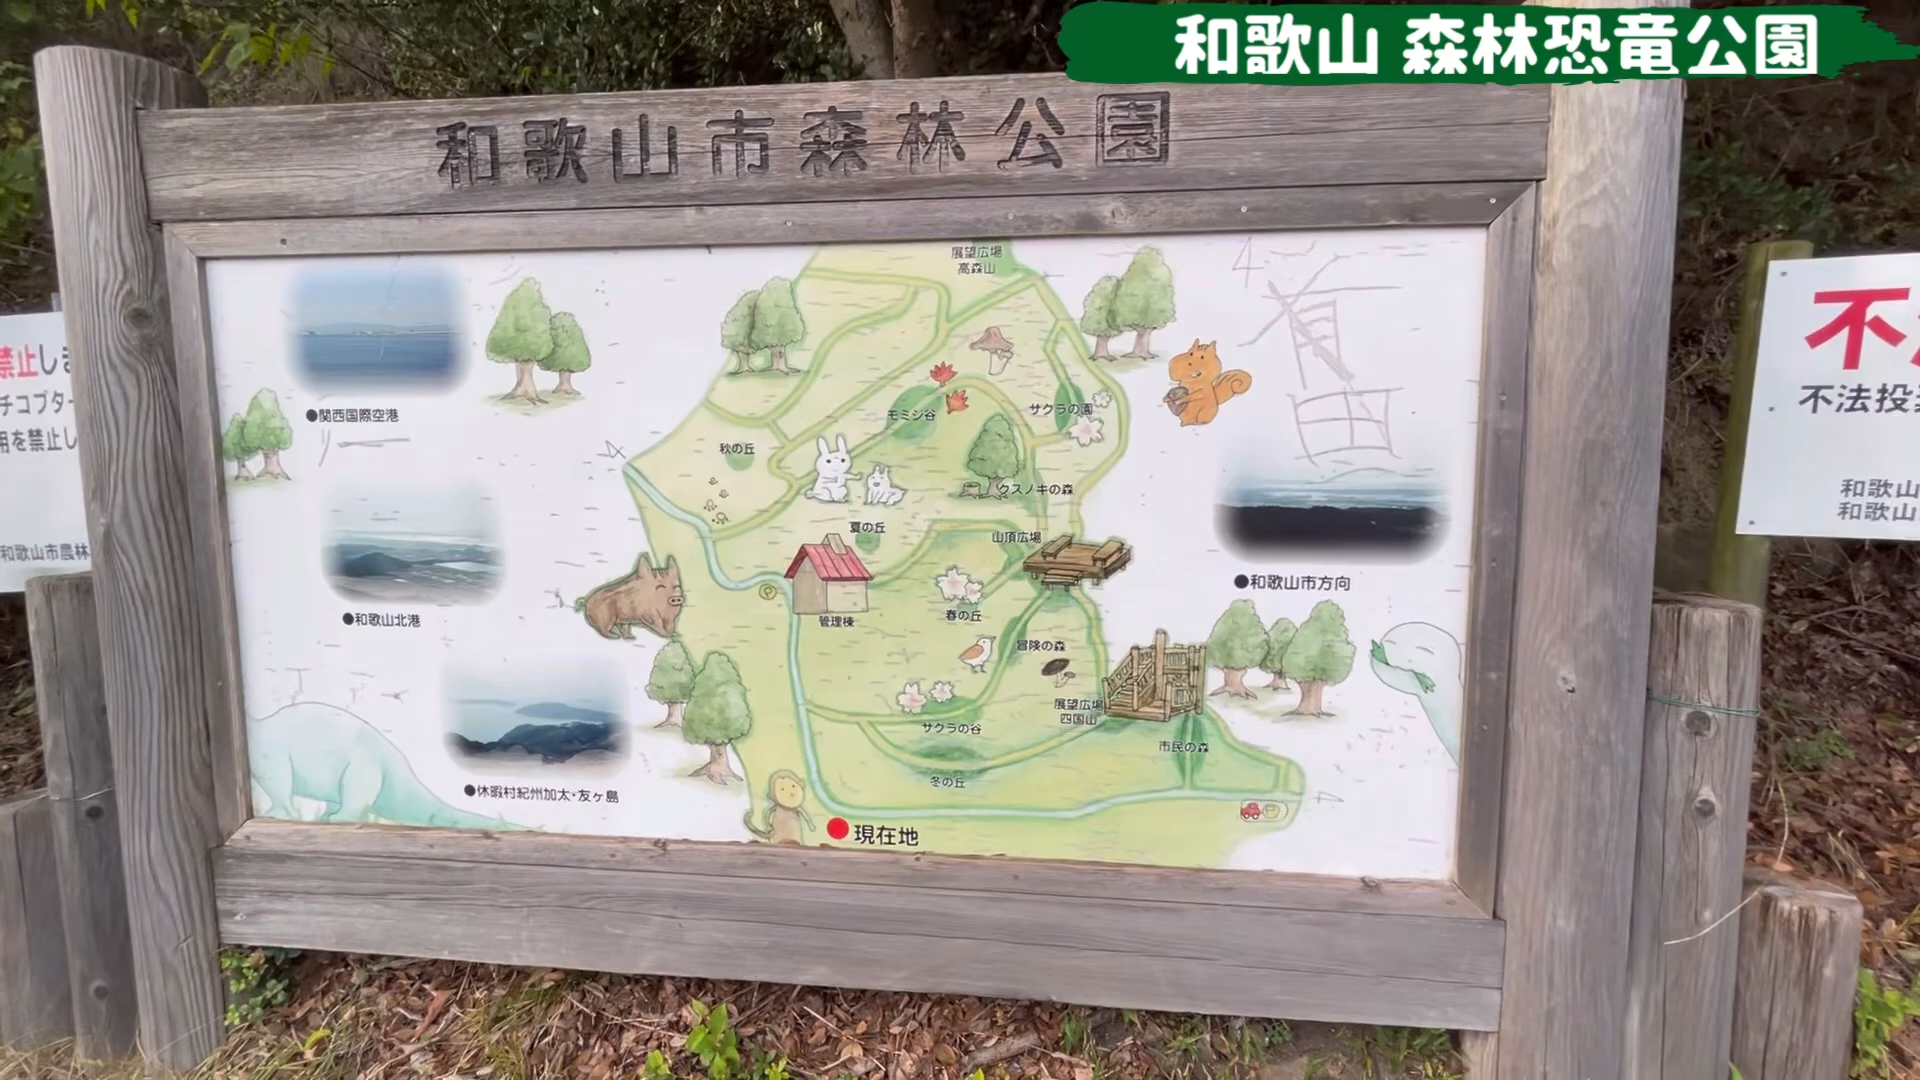 和歌山 森林恐竜公園
和歌山市森林公園
展望広場
高森山
関西国際空港
モミジ谷
サクラの園
秋の丘
クスノキの森
夏の丘
山頂広場
和歌山北港
管理棟
春の丘
冒険の森
和歌山市方向
展望広場
四国山
サクラの谷
市民の森
冬の丘
休暇村紀州加太・友ヶ島
現在地
禁止し
チコプター
用を禁止し
和歌山市農林
不
不法投
和歌山
和歌山